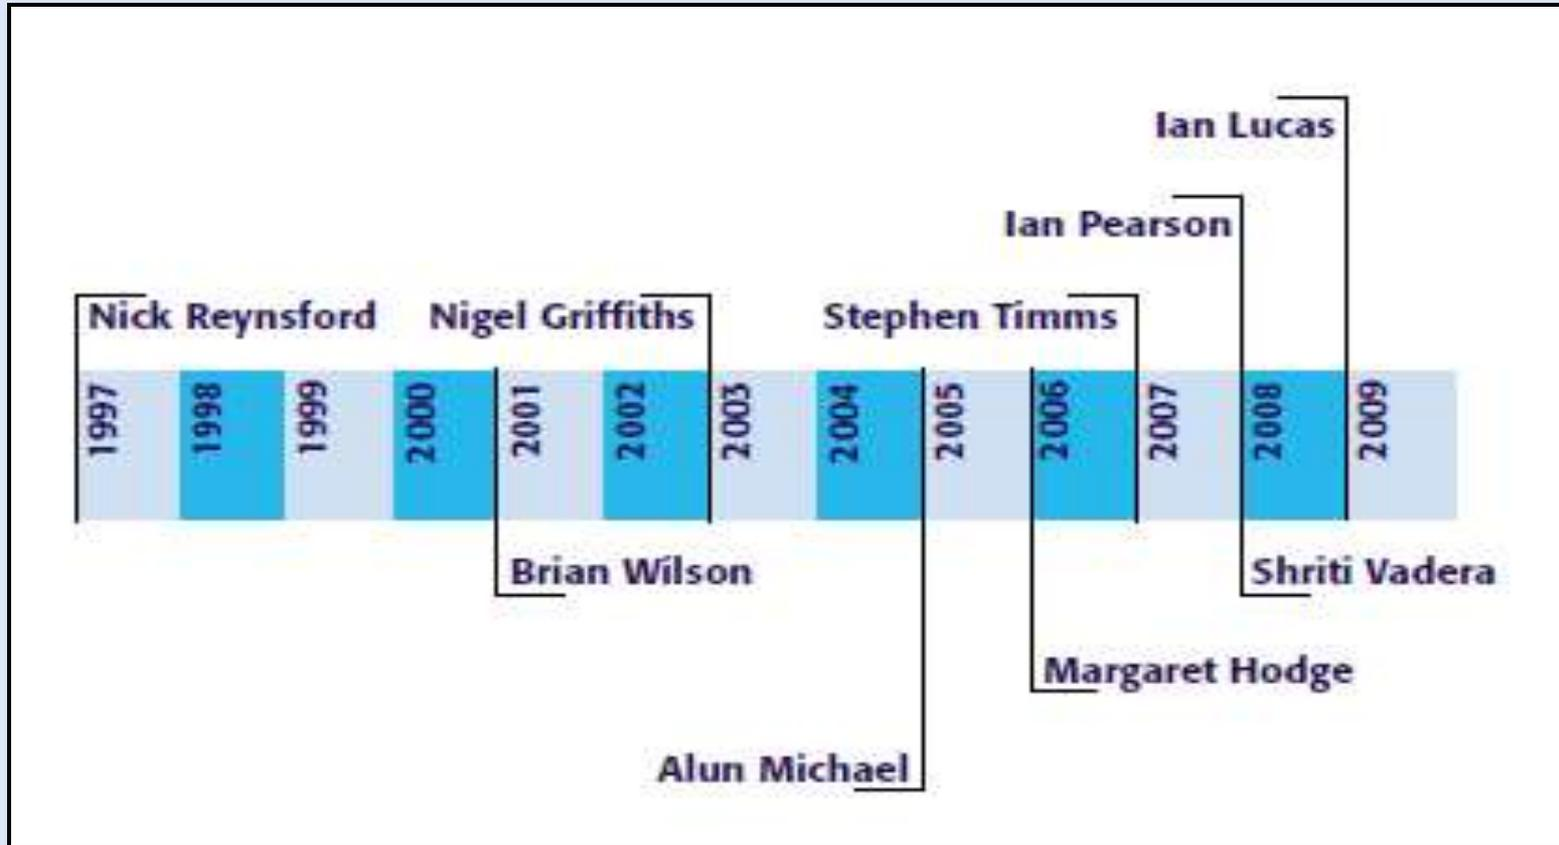 Ian Lucas
Ian Pearson
Nick Reynsford
Nigel Griffiths
Stephen Timms
1997
1998
1999
2000
2001
2002
2003
2004
2005
2006
2007
2008
2009
Brian Wilson
Shriti Vadera
Margaret Hodge
Alun Michael